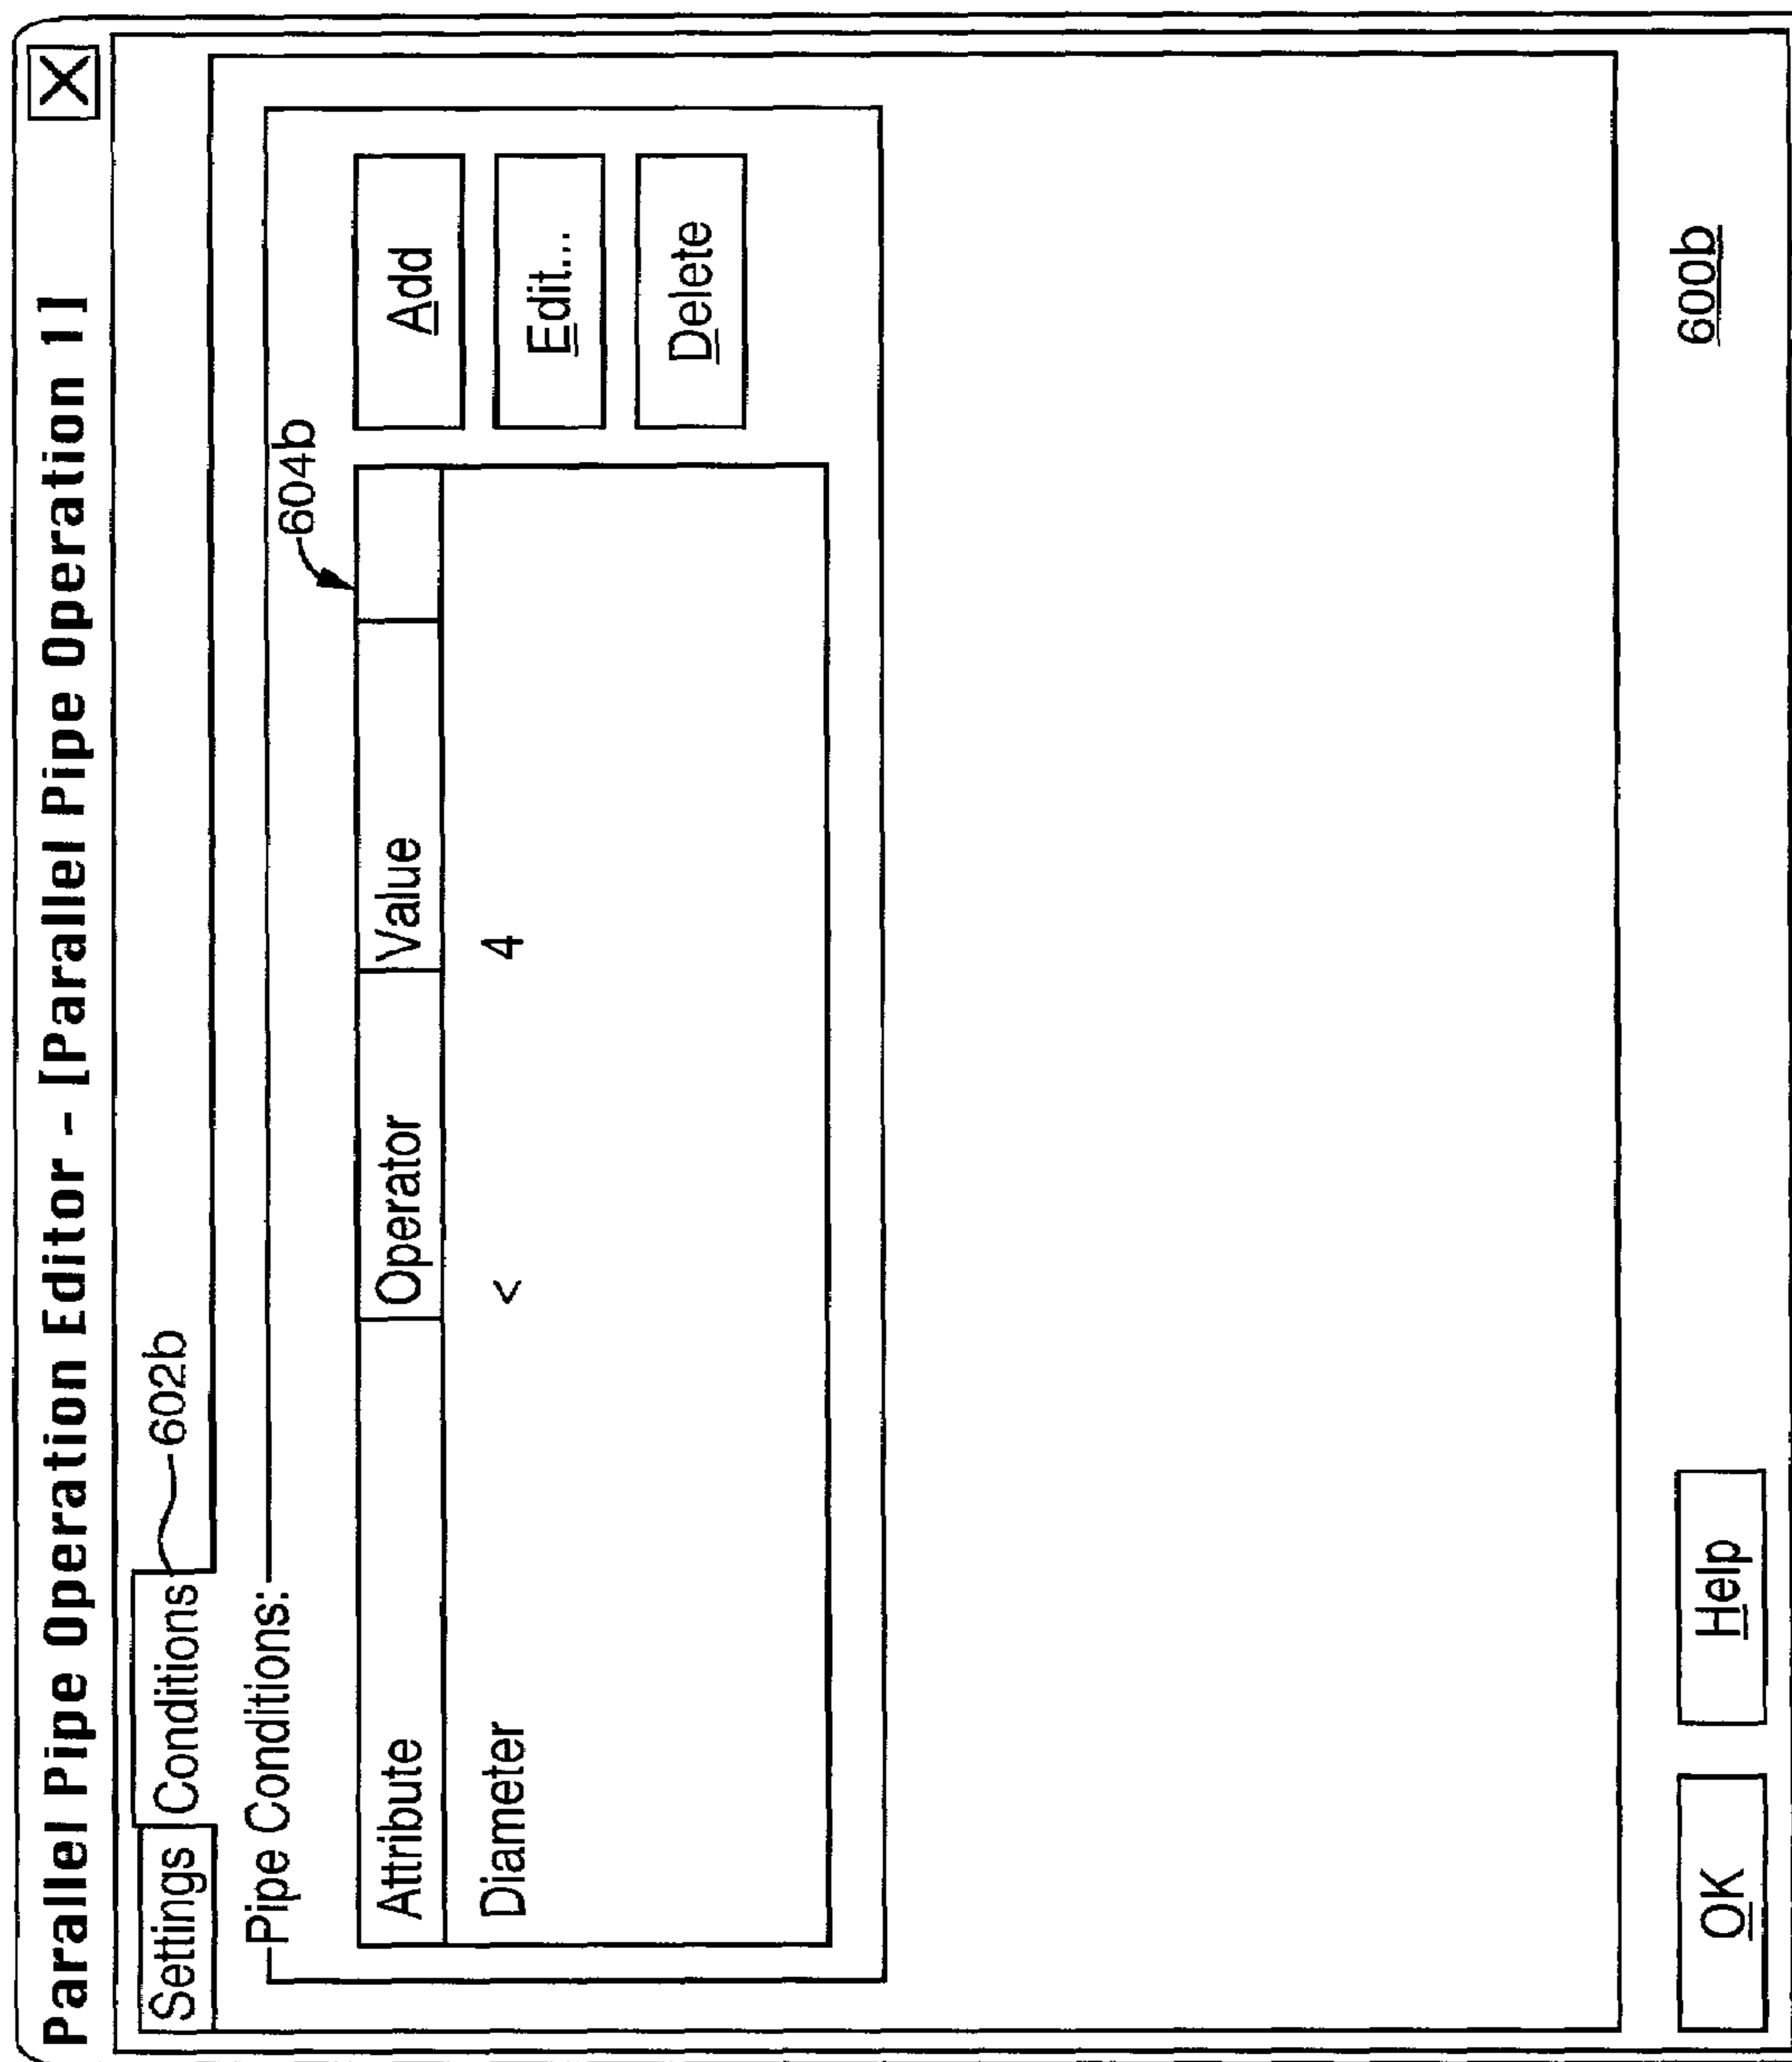 Parallel Pipe Operation Editor - [Parallel Pipe Operation 1]
X
Settings
Conditions
602b
Pipe Conditions:
604b
Attribute Operator Value
Diameter < 4
Add
Edit...
Delete
OK
Help
600b